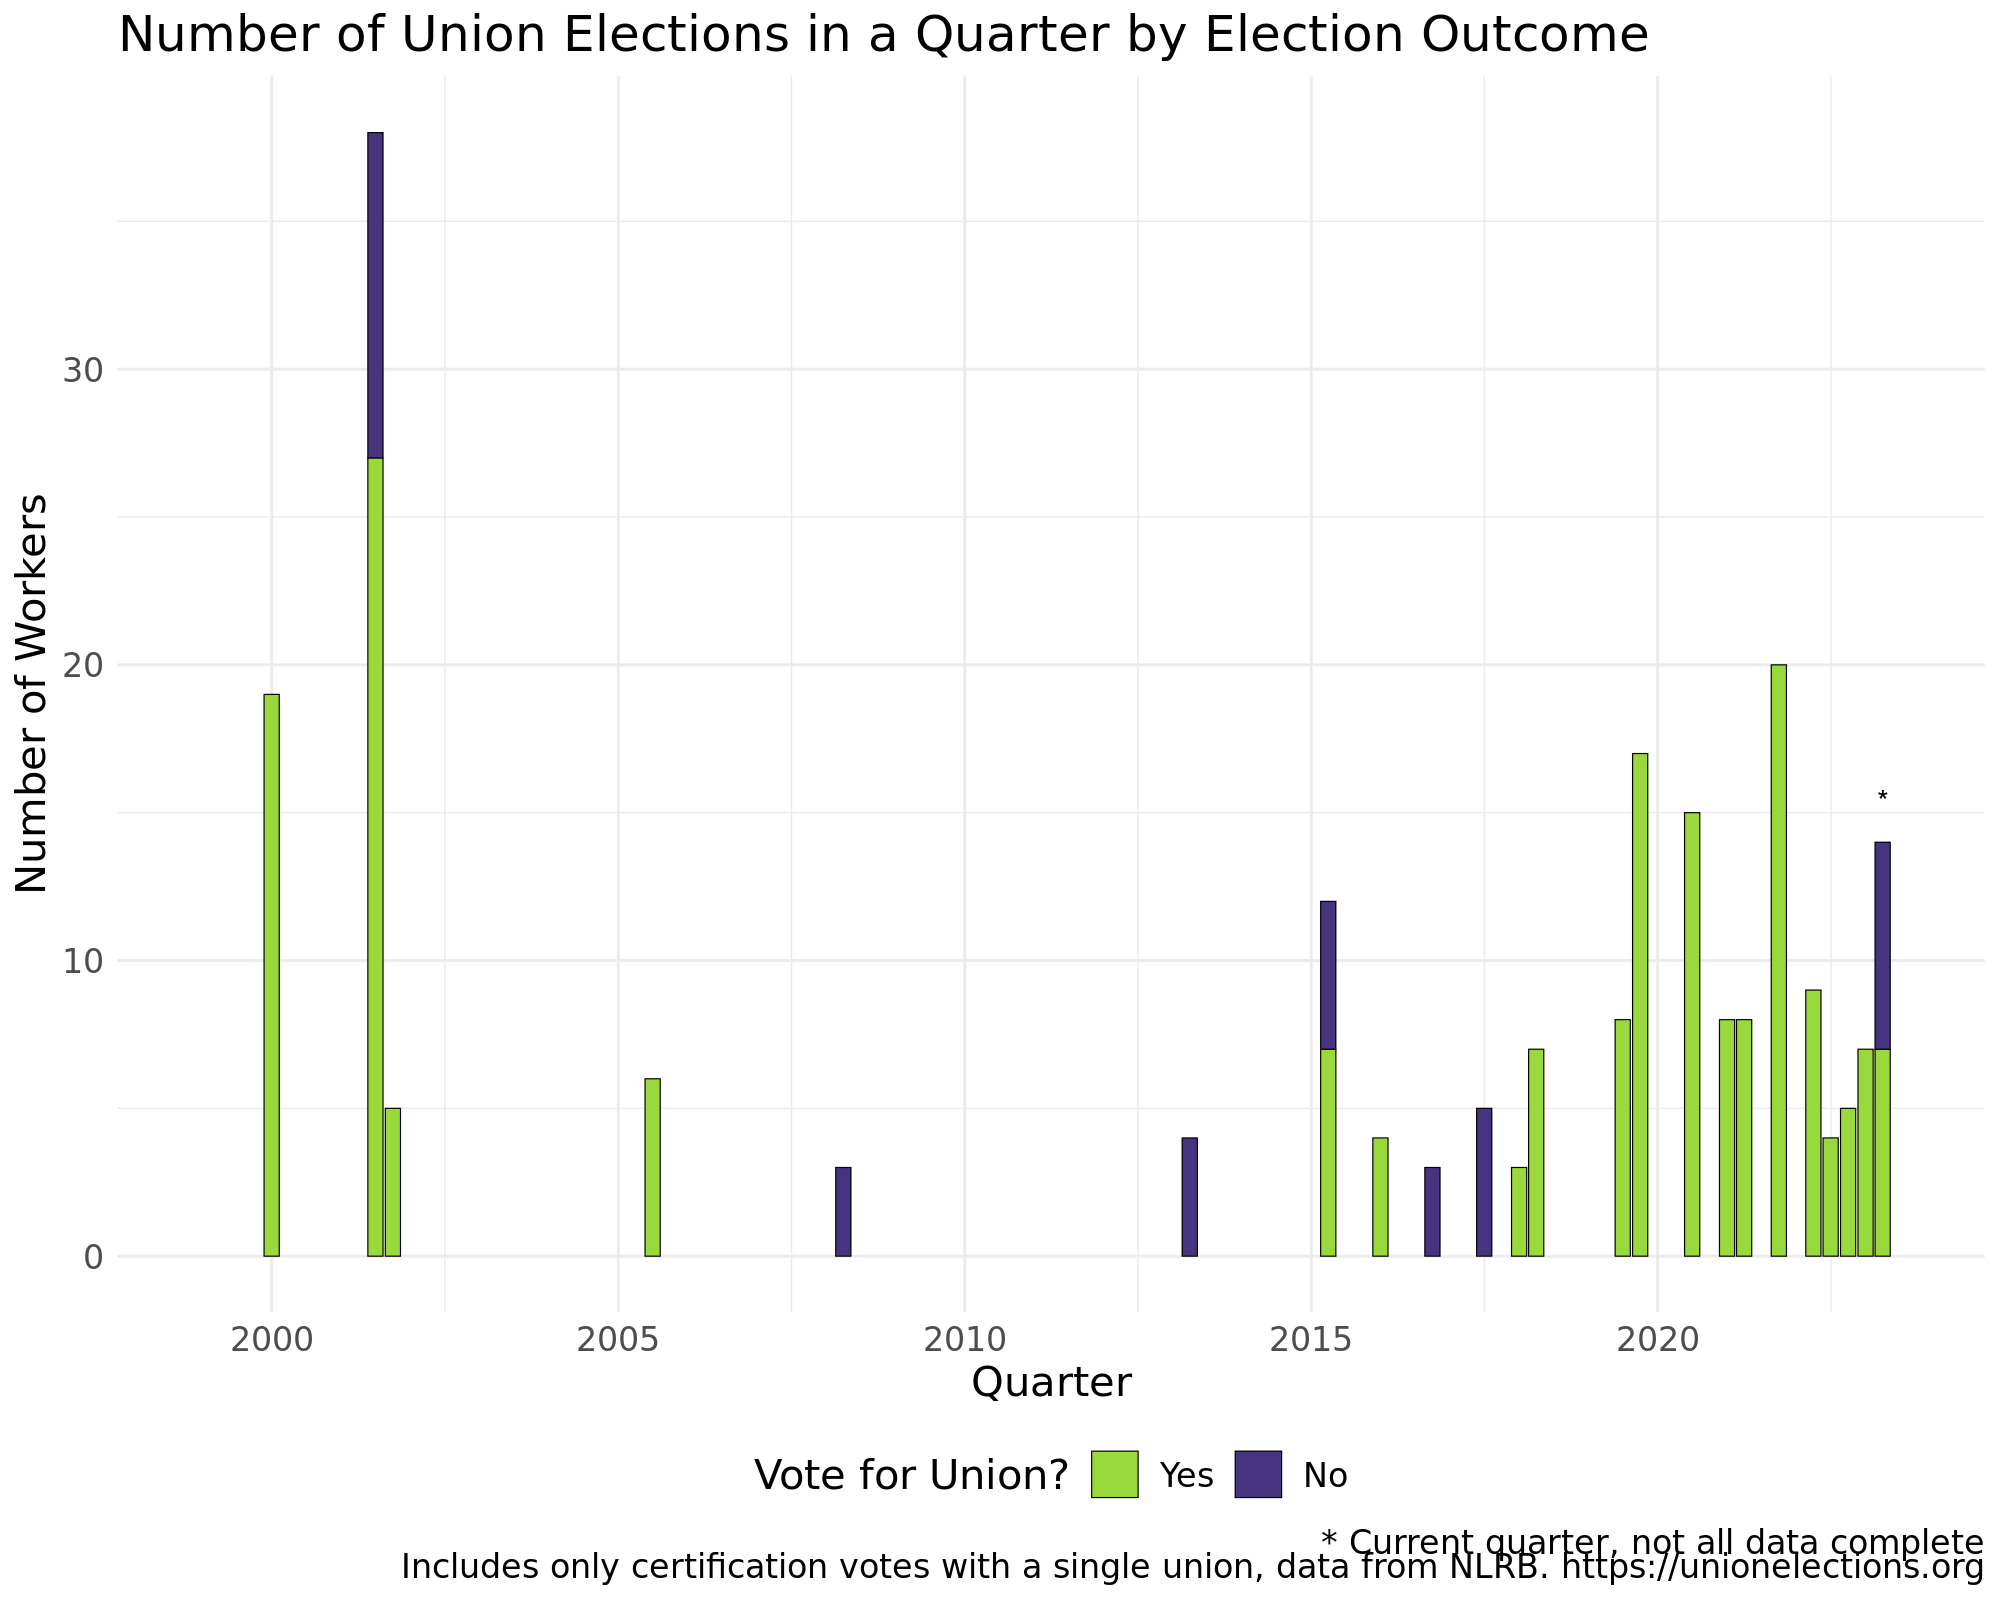 Number of Union Elections in a Quarter by Election Outcome
Number of Workers
30
20
10
0
*
2000 2005 2010 2015 2020
Quarter
Vote for Union? Yes No
* Current quarter, not all data complete
Includes only certification votes with a single union, data from NLRB. https://unionelections.org